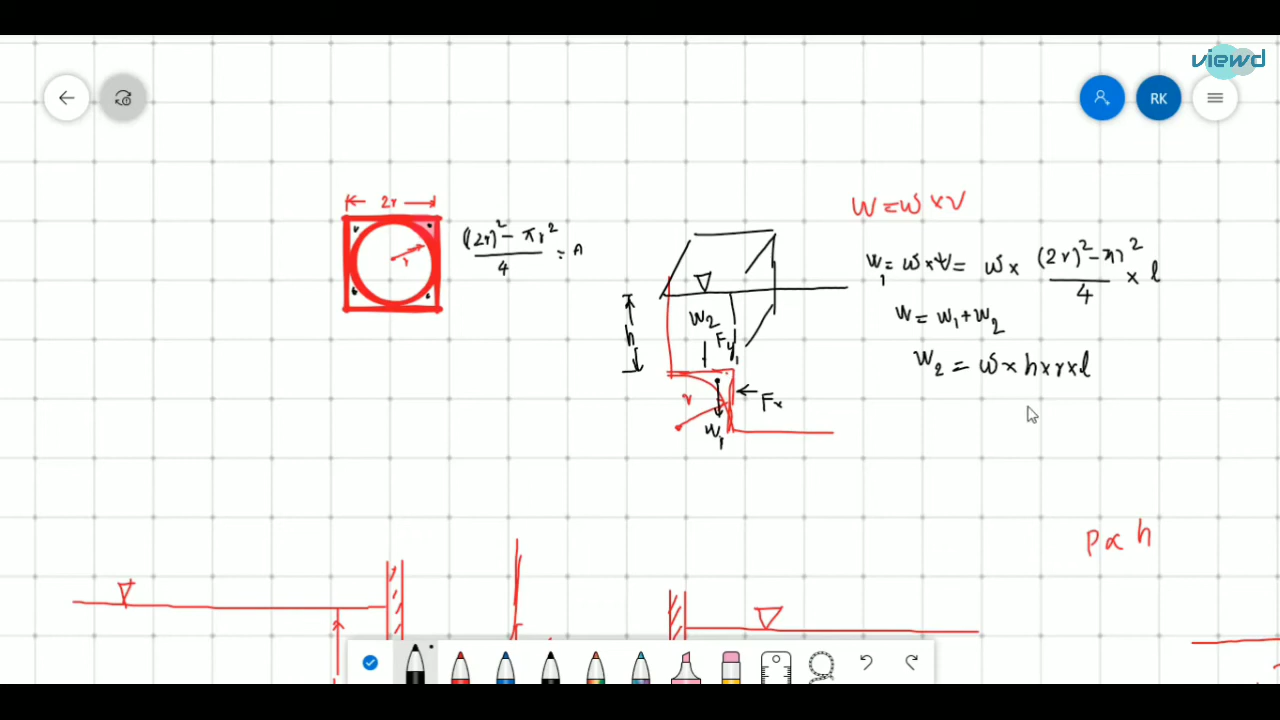 viewd
RK
2r
r
(2r)² - πr² / 4 = A
W = w × V
W₁ = w × V = w × (2r)² - πr² / 4 × l
W = W₁ + W₂
W₂ = w × h × r × l
h
W₂
Fy₁
Fx
r
W₁
P ∝ h